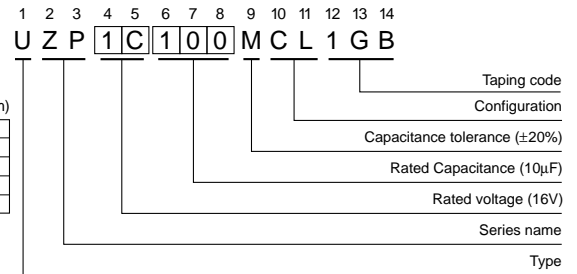 1 2 3 4 5 6 7 8 9 10 11 12 13 14
U Z P 1 C 1 0 0 M C L 1 G B
Taping code
)
Configuration
Capacitance tolerance (±20%)
Rated Capacitance (10µF)
Rated voltage (16V)
Series name
Type